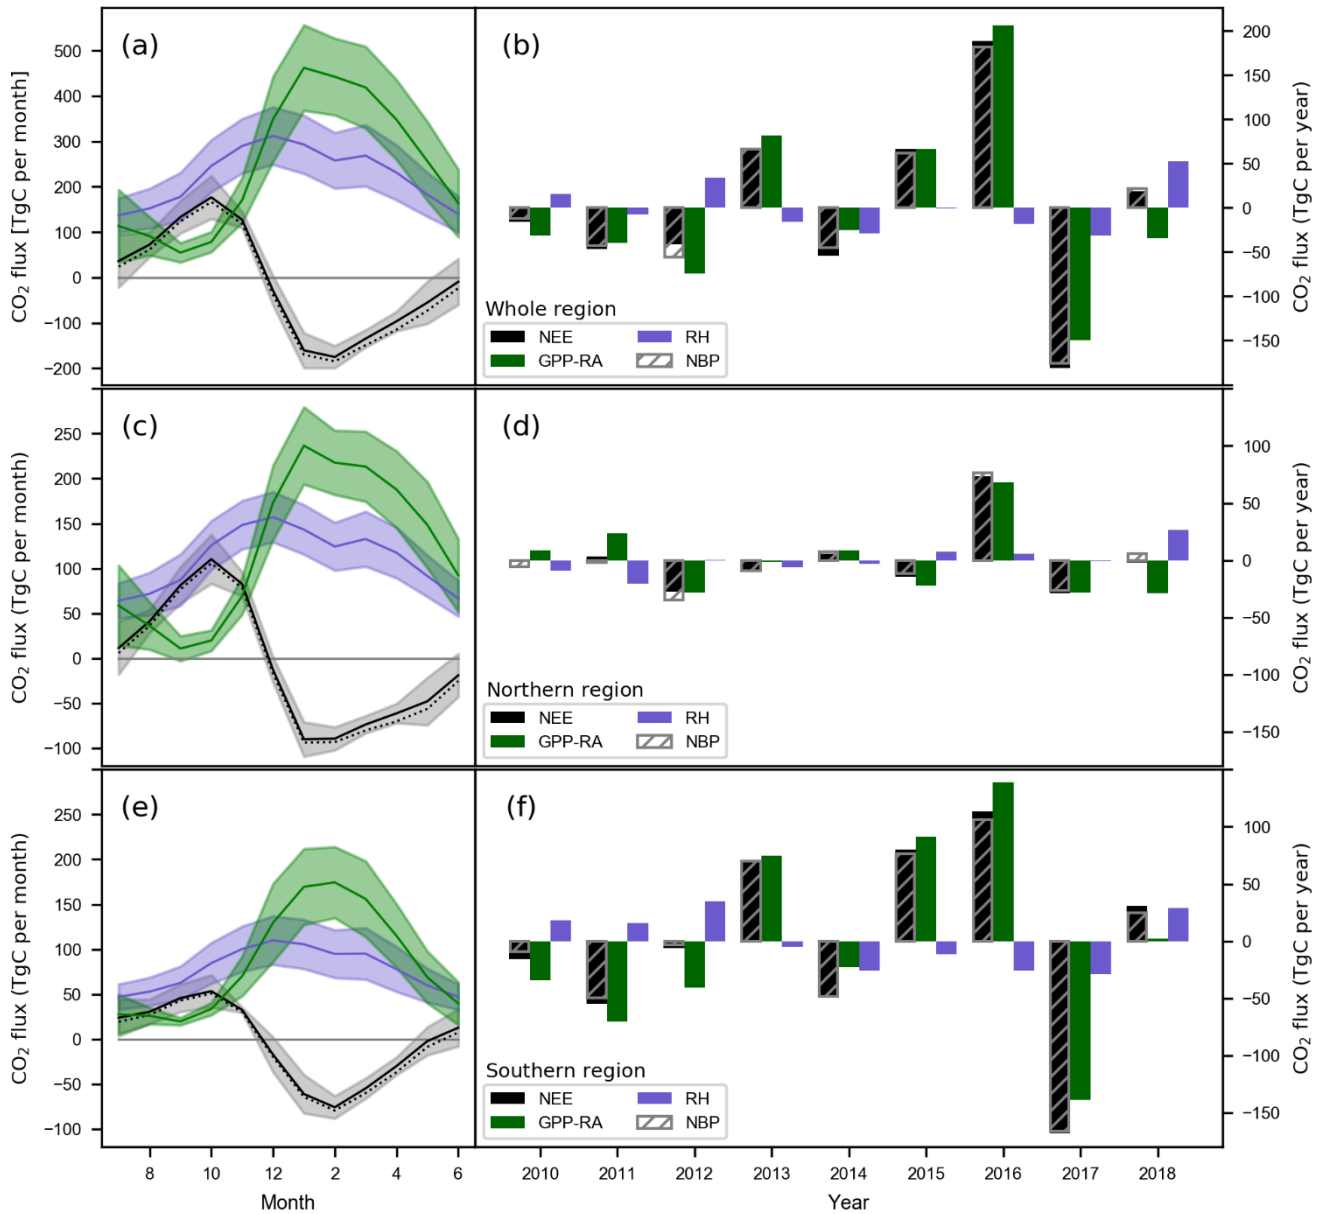 (a)
CO₂ flux [TgC per month]
500
400
300
200
100
0
−100
−200
(b)
Whole region
NEE
RH
GPP-RA
NBP
200
150
100
50
0
−50
−100
−150
CO₂ flux (TgC per year)
(c)
CO₂ flux (TgC per month)
250
200
150
100
50
0
−50
−100
(d)
Northern region
NEE
RH
GPP-RA
NBP
100
50
0
−50
−100
−150
CO₂ flux (TgC per year)
(e)
CO₂ flux (TgC per month)
250
200
150
100
50
0
−50
−100
8 10 12 2 4 6
Month
(f)
Southern region
NEE
RH
GPP-RA
NBP
100
50
0
−50
−100
−150
CO₂ flux (TgC per year)
2010 2011 2012 2013 2014 2015 2016 2017 2018
Year